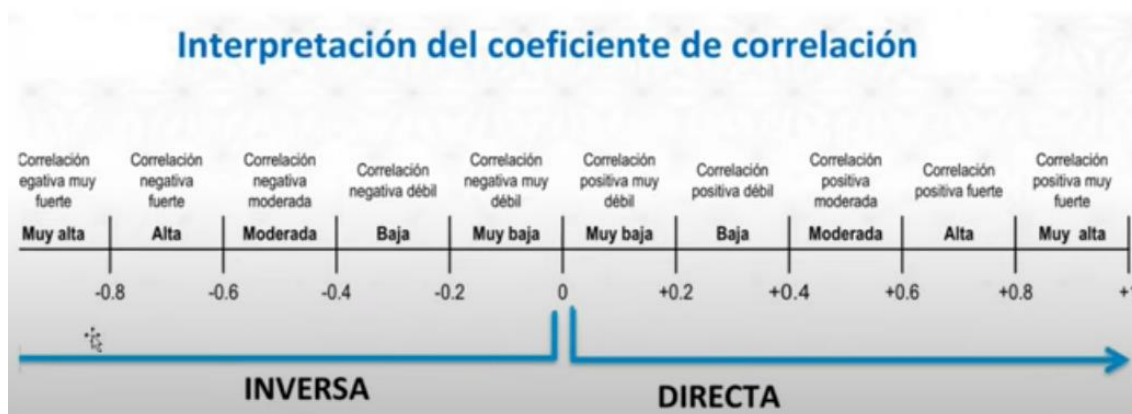 Interpretación del coeficiente de correlación
Correlación
egativa muy
fuerte
Correlación
negativa
fuerte
Correlación
negativa
moderada
Correlación
negativa débil
Correlación
negativa muy
débil
Correlación
positiva muy
débil
Correlación
positiva débil
Correlación
positiva
moderada
Correlación
positiva fuerte
Correlación
positiva muy
fuerte
Muy alta Alta Moderada Baja Muy baja Muy baja Baja Moderada Alta Muy alta
-0.8 -0.6 -0.4 -0.2 0 +0.2 +0.4 +0.6 +0.8
INVERSA DIRECTA